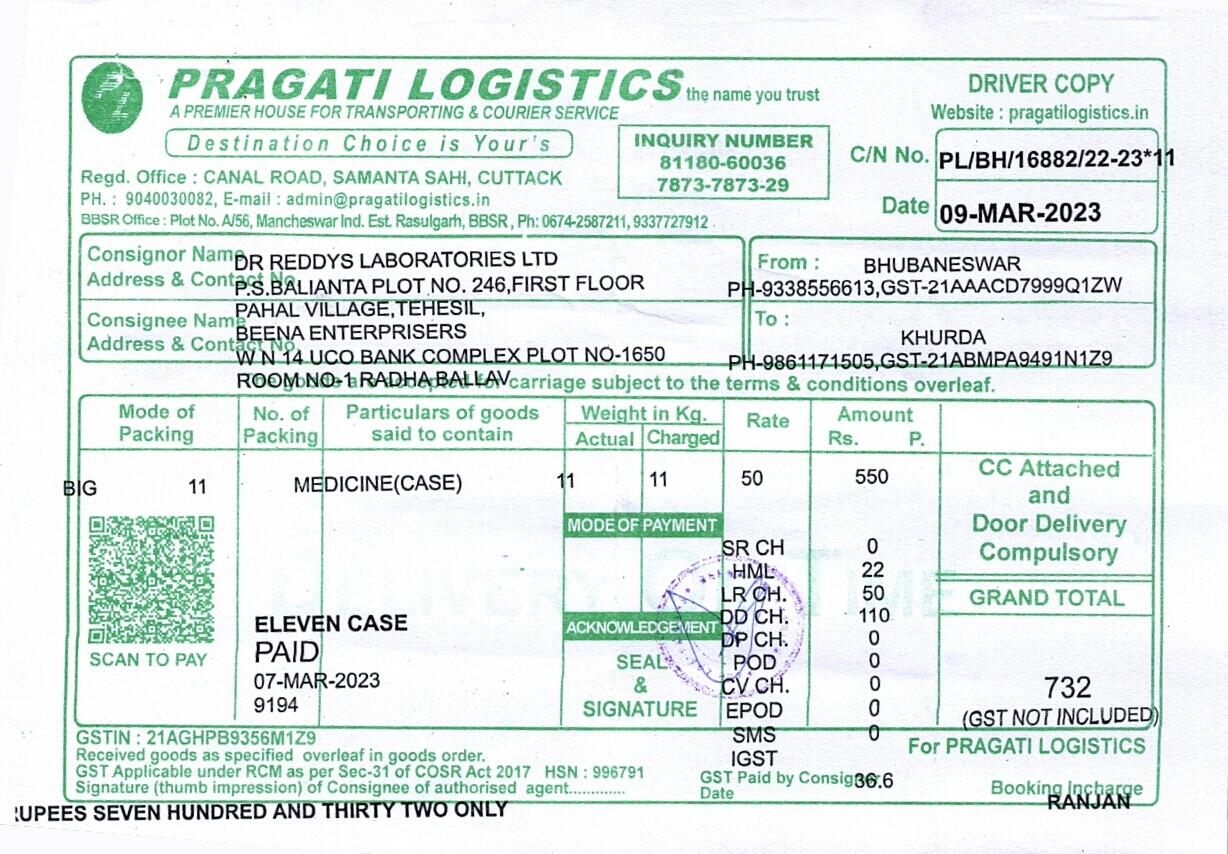 PRAGATI LOGISTICS the name you trust
A PREMIER HOUSE FOR TRANSPORTING & COURIER SERVICE
Destination Choice is Your's
DRIVER COPY
Website : pragatilogistics.in
INQUIRY NUMBER
81180-60036
7873-7873-29
C/N No. PL/BH/16882/22-23*11
Date 09-MAR-2023
Regd. Office : CANAL ROAD, SAMANTA SAHI, CUTTACK
PH. : 9040030082, E-mail : admin@pragatilogistics.in
BBSR Office : Plot No. A/56, Mancheswar Ind. Est. Rasulgarh, BBSR , Ph: 0674-2587211, 9337727912
Consignor Name DR REDDYS LABORATORIES LTD
Address & Contact No. P.S.BALIANTA PLOT NO. 246,FIRST FLOOR
PAHAL VILLAGE,TEHESIL,
From : BHUBANESWAR
PH-9338556613,GST-21AAACD7999Q1ZW
Consignee Name BEENA ENTERPRISERS
Address & Contact No. W N 14 UCO BANK COMPLEX PLOT NO-1650
ROOM NO-1 RADHA BALLAV
To : KHURDA
PH-9861171505,GST-21ABMPA9491N1Z9
The goods are accepted for carriage subject to the terms & conditions overleaf.
Mode of Packing No. of Packing Particulars of goods said to contain Weight in Kg. Actual Charged Rate Amount Rs. P.
BIG 11 MEDICINE(CASE) 11 11 50 550
CC Attached
and
Door Delivery
Compulsory
MODE OF PAYMENT
SR CH 0
HML 22
LR CH. 50
DD CH. 110
DP CH. 0
POD 0
CV CH. 0
EPOD 0
SMS 0
IGST
36.6
DELIVERY ON TIME
GRAND TOTAL
732
(GST NOT INCLUDED)
SCAN TO PAY
ELEVEN CASE
PAID
07-MAR-2023
9194
ACKNOWLEDGEMENT
SEAL
&
SIGNATURE
GSTIN : 21AGHPB9356M1Z9
Received goods as specified overleaf in goods order.
GST Applicable under RCM as per Sec-31 of COSR Act 2017 HSN : 996791
Signature (thumb impression) of Consignee of authorised agent.............
GST Paid by Consigner
Date
For PRAGATI LOGISTICS
Booking Incharge
RANJAN
RUPEES SEVEN HUNDRED AND THIRTY TWO ONLY